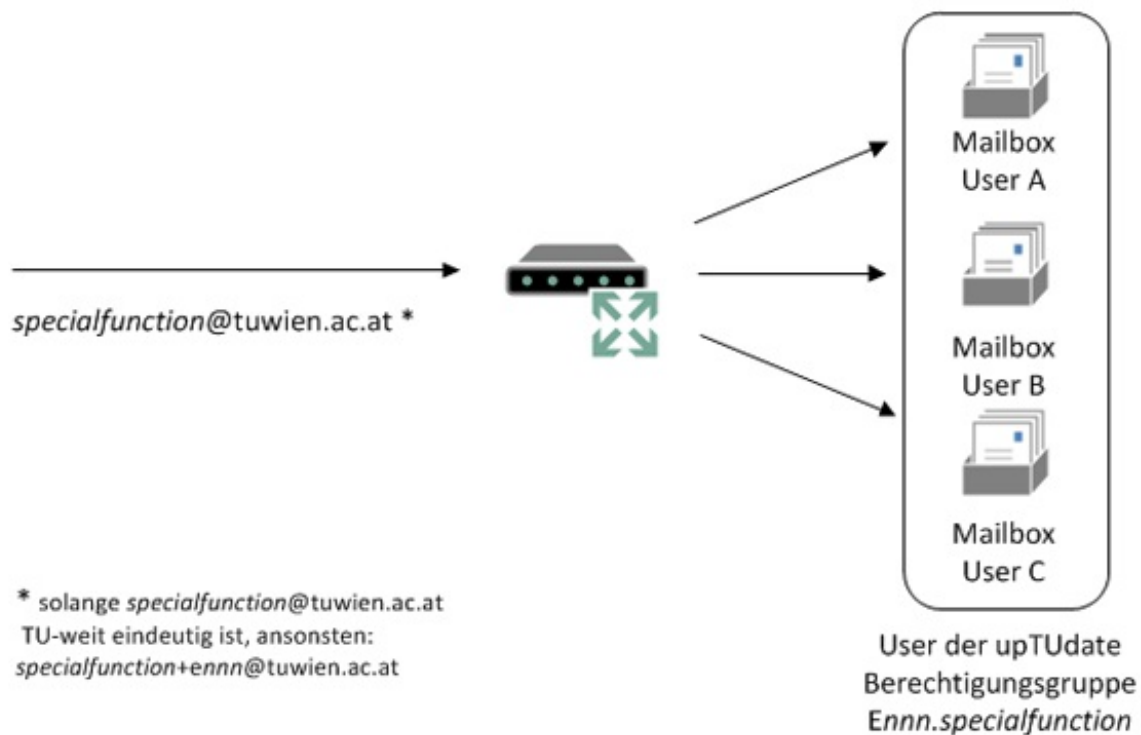 Mailbox
User A
specialfunction@tuwien.ac.at *
Mailbox
User B
Mailbox
User C
* solange specialfunction@tuwien.ac.at
TU-weit eindeutig ist, ansonsten:
specialfunction+ennn@tuwien.ac.at
User der upTUdate
Berechtigungsgruppe
Ennn.specialfunction